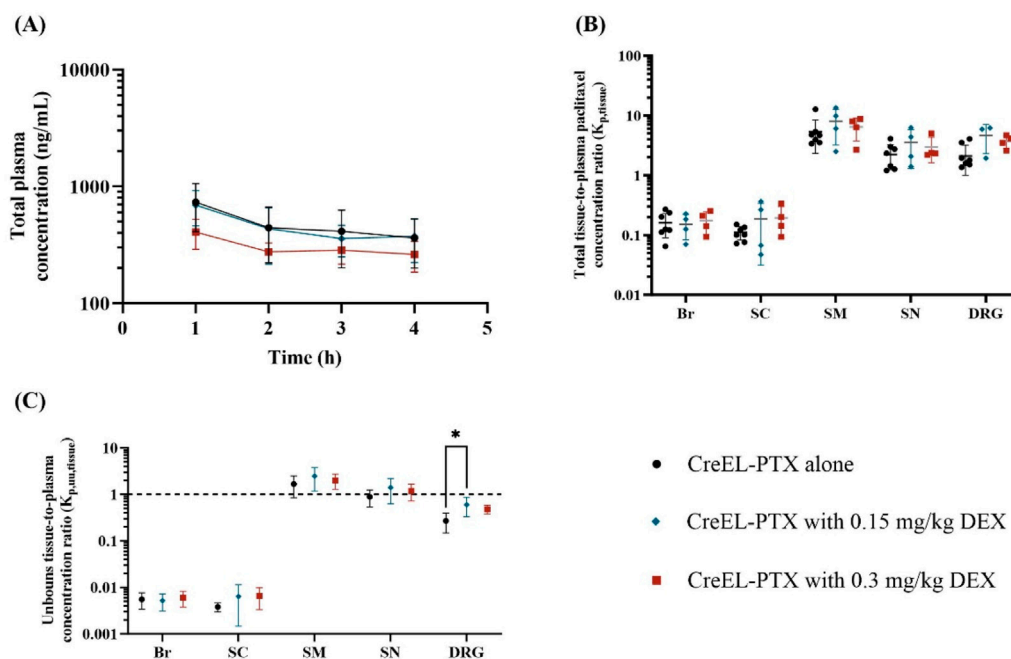 (A)
Total plasma
concentration (ng/mL)
10000
1000
100
0
1
2
3
4
5
Time (h)
(B)
Total tissue-to-plasma paclitaxel
concentration ratio (Kp,tissue)
100
10
1
0.1
0.01
Br
SC
SM
SN
DRG
(C)
Unbouns tissue-to-plasma
concentration ratio (Kp,uu,tissue)
10
1
0.1
0.01
0.001
*
Br
SC
SM
SN
DRG
CreEL-PTX alone
CreEL-PTX with 0.15 mg/kg DEX
CreEL-PTX with 0.3 mg/kg DEX